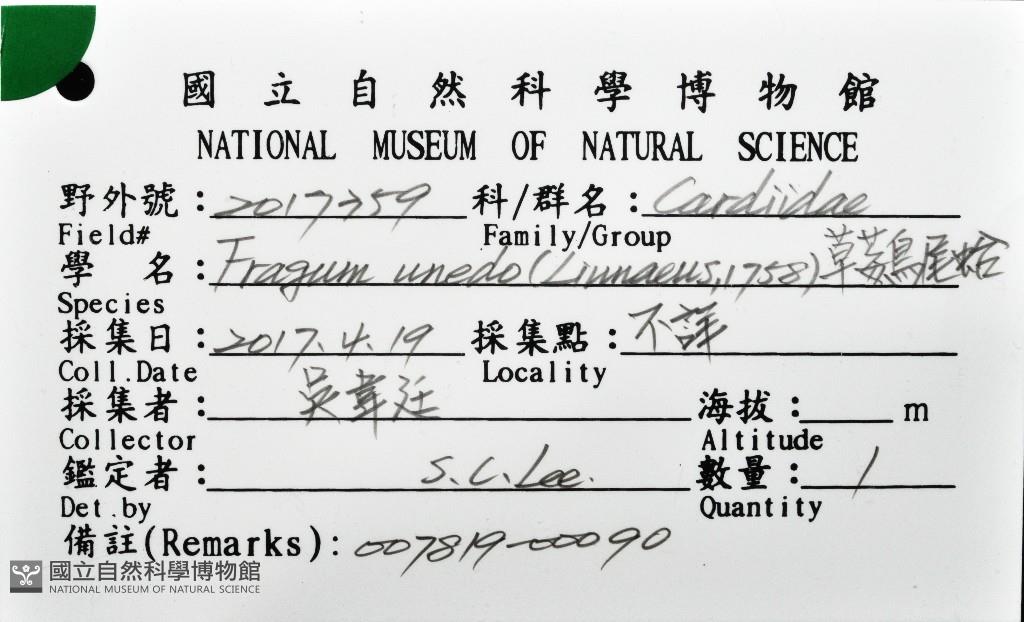 國立自然科學博物館
NATIONAL MUSEUM OF NATURAL SCIENCE
野外號:2017359 科/群名:Cardiidae
Field# Family/Group
學 名:Fragum unedo (Linnaeus, 1758) 草莓鳥尾蛤
Species
採集日:2017.4.19 採集點:不詳
Coll.Date Locality
採集者:吳韋廷 海拔: m
Collector Altitude
鑑定者:S.C.Lee. 數量:1
Det.by Quantity
備註(Remarks):007819-00090
國立自然科學博物館
NATIONAL MUSEUM OF NATURAL SCIENCE